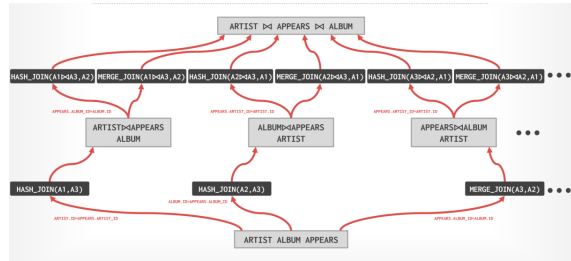 ARTIST ⋈ APPEARS ⋈ ALBUM
HASH_JOIN(A1⋈A3,A2) MERGE_JOIN(A1⋈A3,A2) HASH_JOIN(A2⋈A3,A1) MERGE_JOIN(A2⋈A3,A1) HASH_JOIN(A3⋈A2,A1) MERGE_JOIN(A3⋈A2,A1) •••
APPEARS.ALBUM_ID=ALBUM.ID APPEARS.ARTIST_ID=ARTIST.ID APPEARS.ARTIST_ID=ARTIST.ID
ARTIST⋈APPEARS ALBUM⋈APPEARS APPEARS⋈ALBUM
ALBUM ARTIST ARTIST •••
HASH_JOIN(A1,A3) HASH_JOIN(A2,A3) MERGE_JOIN(A3,A2) •••
ALBUM.ID=APPEARS.ALBUM_ID
ARTIST.ID=APPEARS.ARTIST_ID APPEARS.ALBUM_ID=ALBUM.ID
ARTIST ALBUM APPEARS